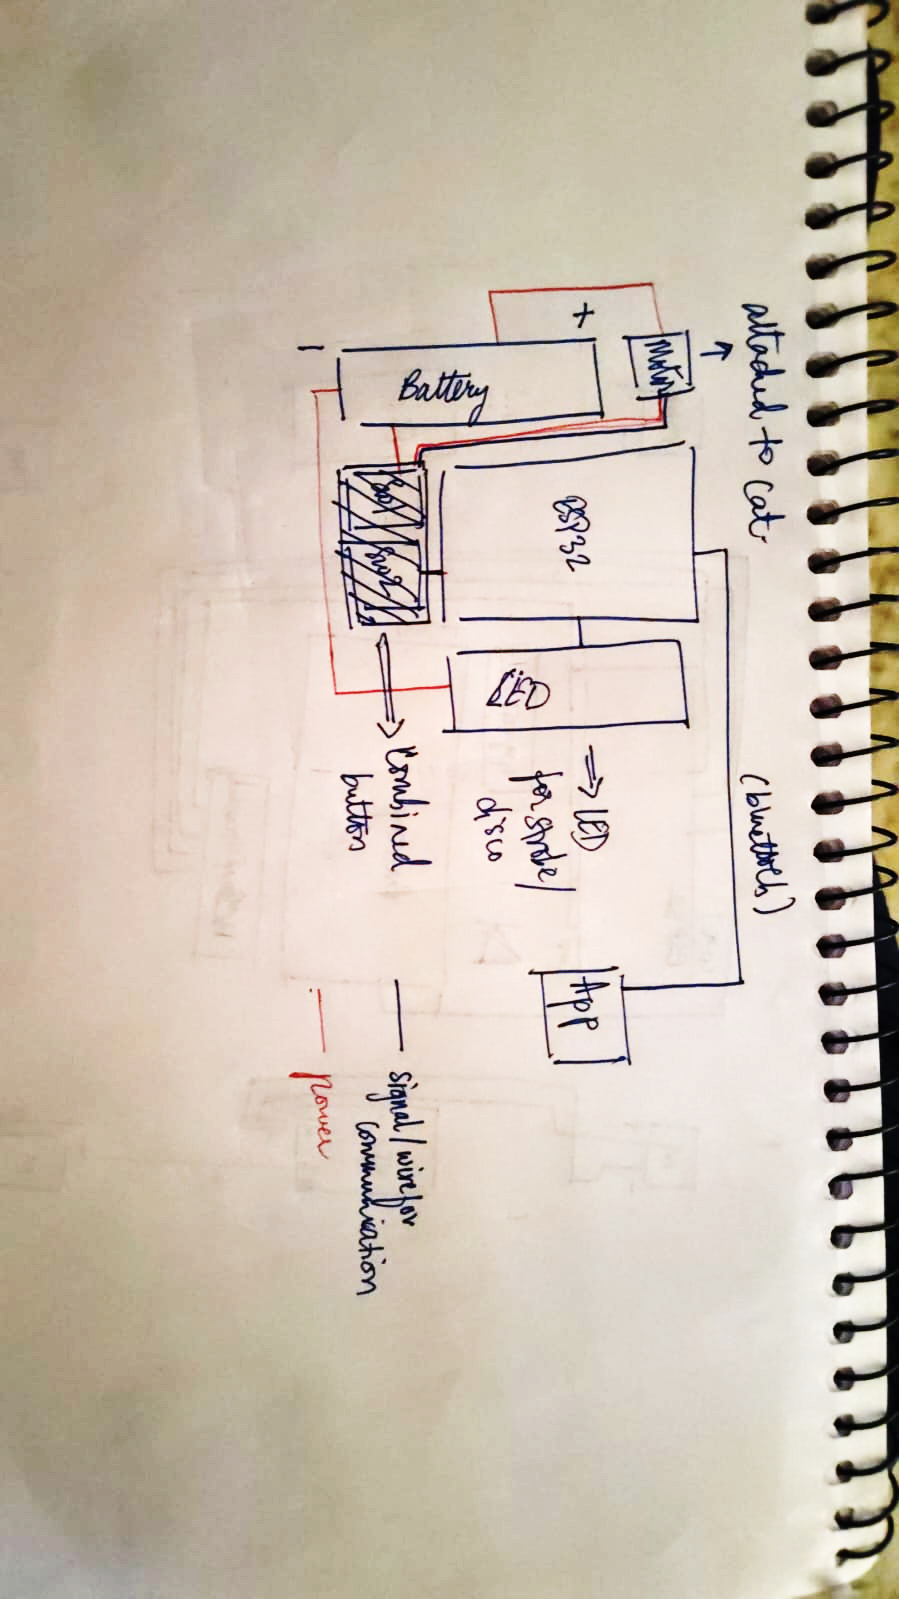 attached to cat.
+
Motor
-
Battery
ESP32
LED
(bluetooth)
⇒ LED
for strobe/
disco
Combined
button
App
signal/wire for
communication
power